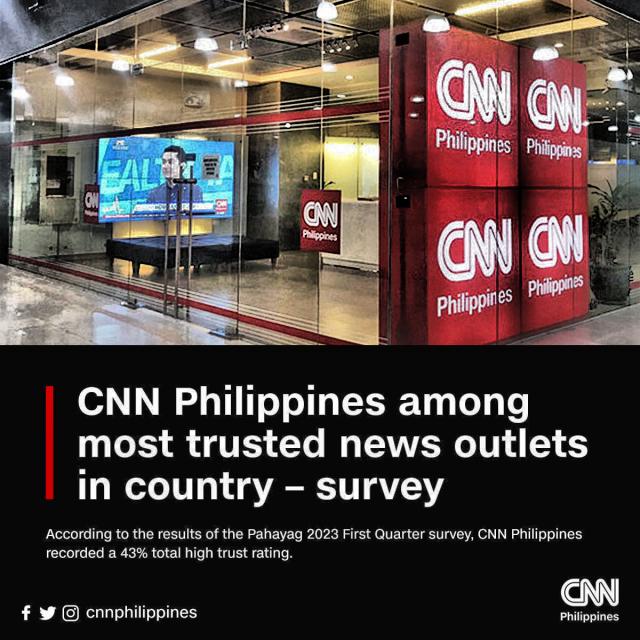 CNN
Philippines
CNN
Philippines
CNN
Philippines
CNN
Philippines
CNN
Philippines
CNN
CNN Philippines among
most trusted news outlets
in country – survey
According to the results of the Pahayag 2023 First Quarter survey, CNN Philippines
recorded a 43% total high trust rating.
cnnphilippines
CNN
Philippines